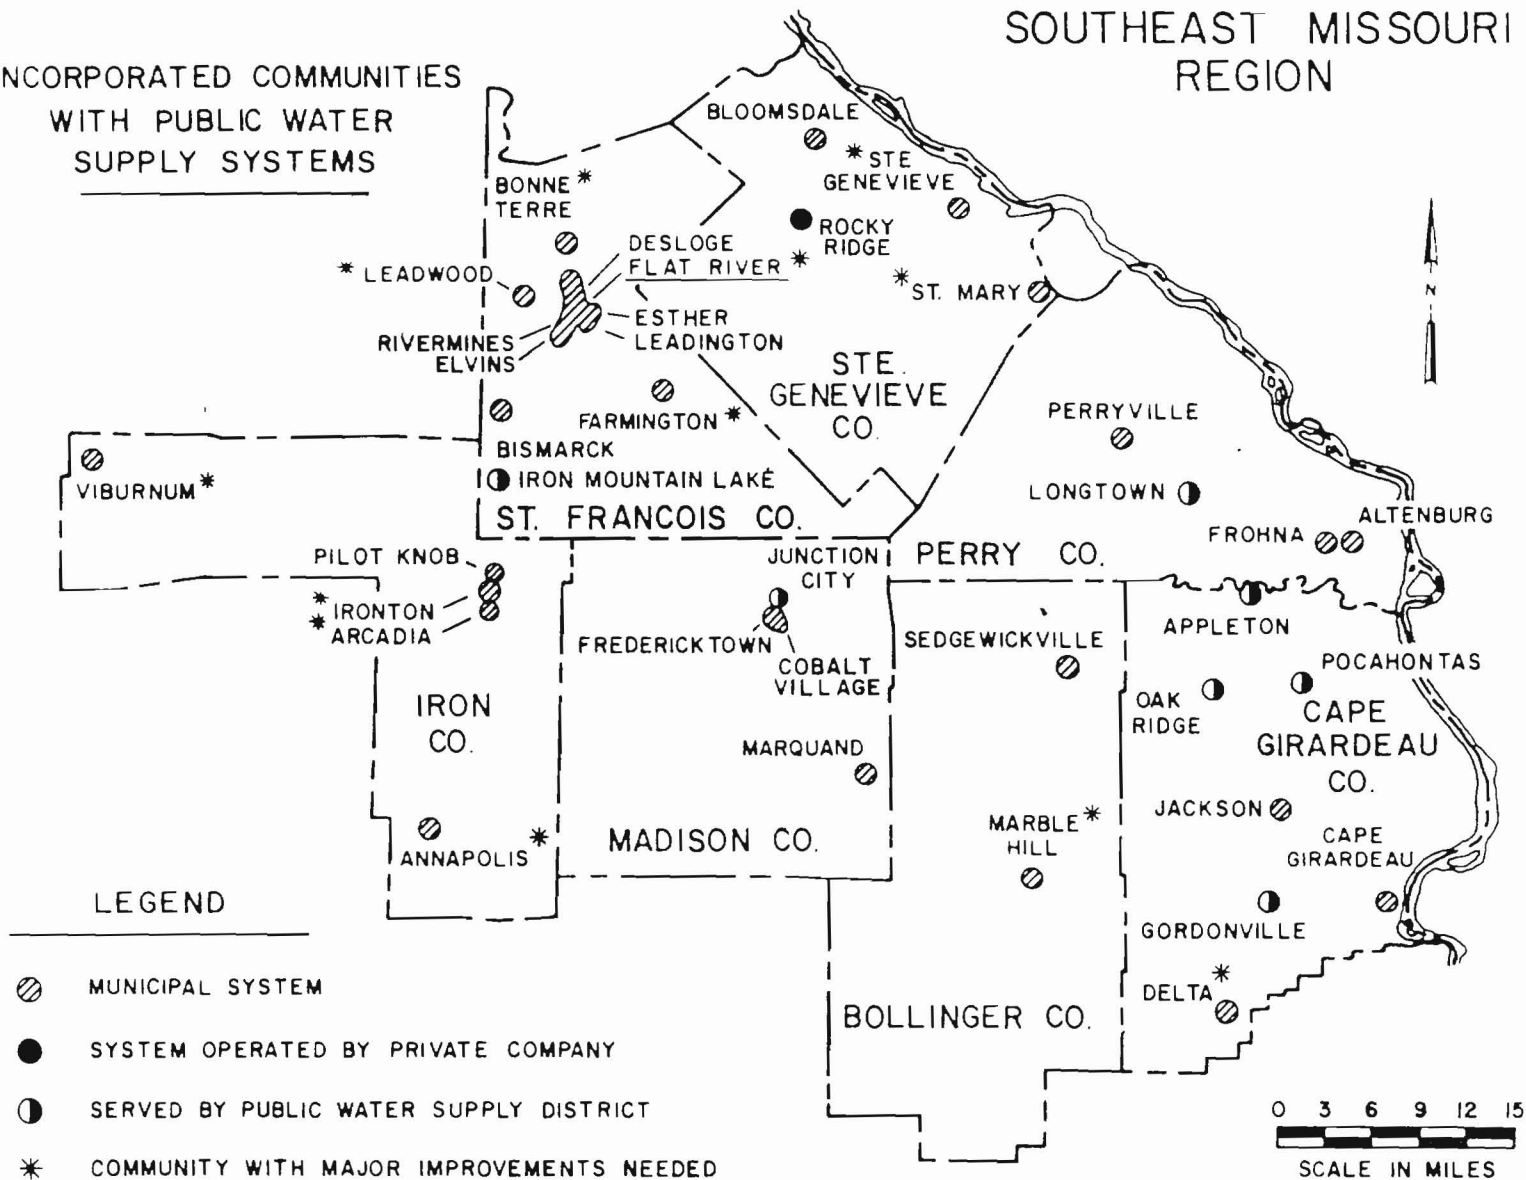 SOUTHEAST MISSOURI
REGION
NCORPORATED COMMUNITIES
WITH PUBLIC WATER
SUPPLY SYSTEMS
BLOOMSDALE
STE
GENEVIEVE
BONNE
TERRE
ROCKY
RIDGE
DESLOGE
FLAT RIVER
LEADWOOD
ST. MARY
N
ESTHER
LEADINGTON
RIVERMINES
ELVINS
STE.
GENEVIEVE
CO.
FARMINGTON
PERRYVILLE
BISMARCK
IRON MOUNTAIN LAKE
VIBURNUM
LONGTOWN
ALTENBURG
FROHNA
ST. FRANCOIS CO.
PERRY CO.
PILOT KNOB
JUNCTION
CITY
IRONTON
ARCADIA
FREDERICKTOWN
COBALT
VILLAGE
SEDGEWICKVILLE
APPLETON
POCAHONTAS
OAK
RIDGE
CAPE
GIRARDEAU
CO.
IRON
CO.
MARQUAND
JACKSON
MARBLE
HILL
CAPE
GIRARDEAU
MADISON CO.
ANNAPOLIS
GORDONVILLE
DELTA
BOLLINGER CO.
LEGEND
MUNICIPAL SYSTEM
SYSTEM OPERATED BY PRIVATE COMPANY
SERVED BY PUBLIC WATER SUPPLY DISTRICT
COMMUNITY WITH MAJOR IMPROVEMENTS NEEDED
0 3 6 9 12 15
SCALE IN MILES